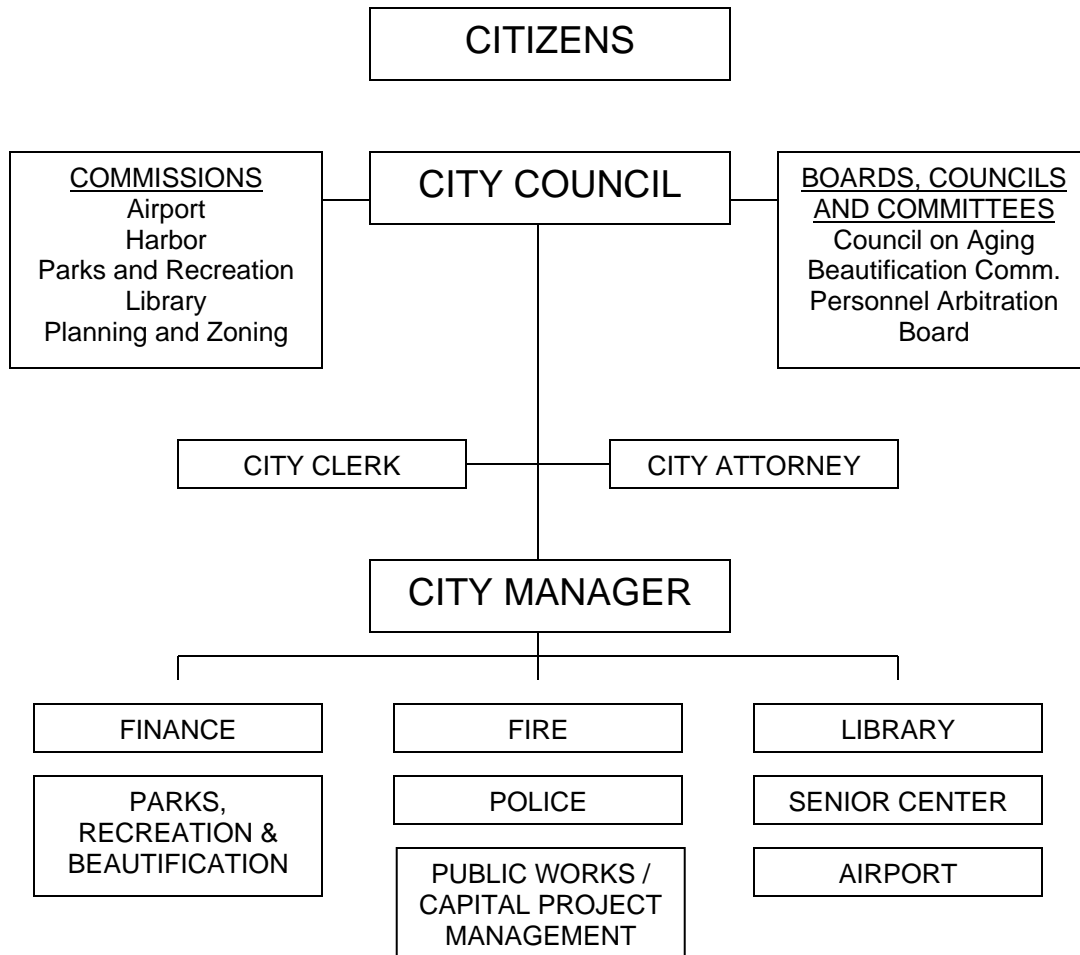 CITIZENS
COMMISSIONS
Airport
Harbor
Parks and Recreation
Library
Planning and Zoning
CITY COUNCIL
BOARDS, COUNCILS
AND COMMITTEES
Council on Aging
Beautification Comm.
Personnel Arbitration
Board
CITY CLERK
CITY ATTORNEY
CITY MANAGER
FINANCE
PARKS,
RECREATION &
BEAUTIFICATION
FIRE
POLICE
PUBLIC WORKS /
CAPITAL PROJECT
MANAGEMENT
LIBRARY
SENIOR CENTER
AIRPORT